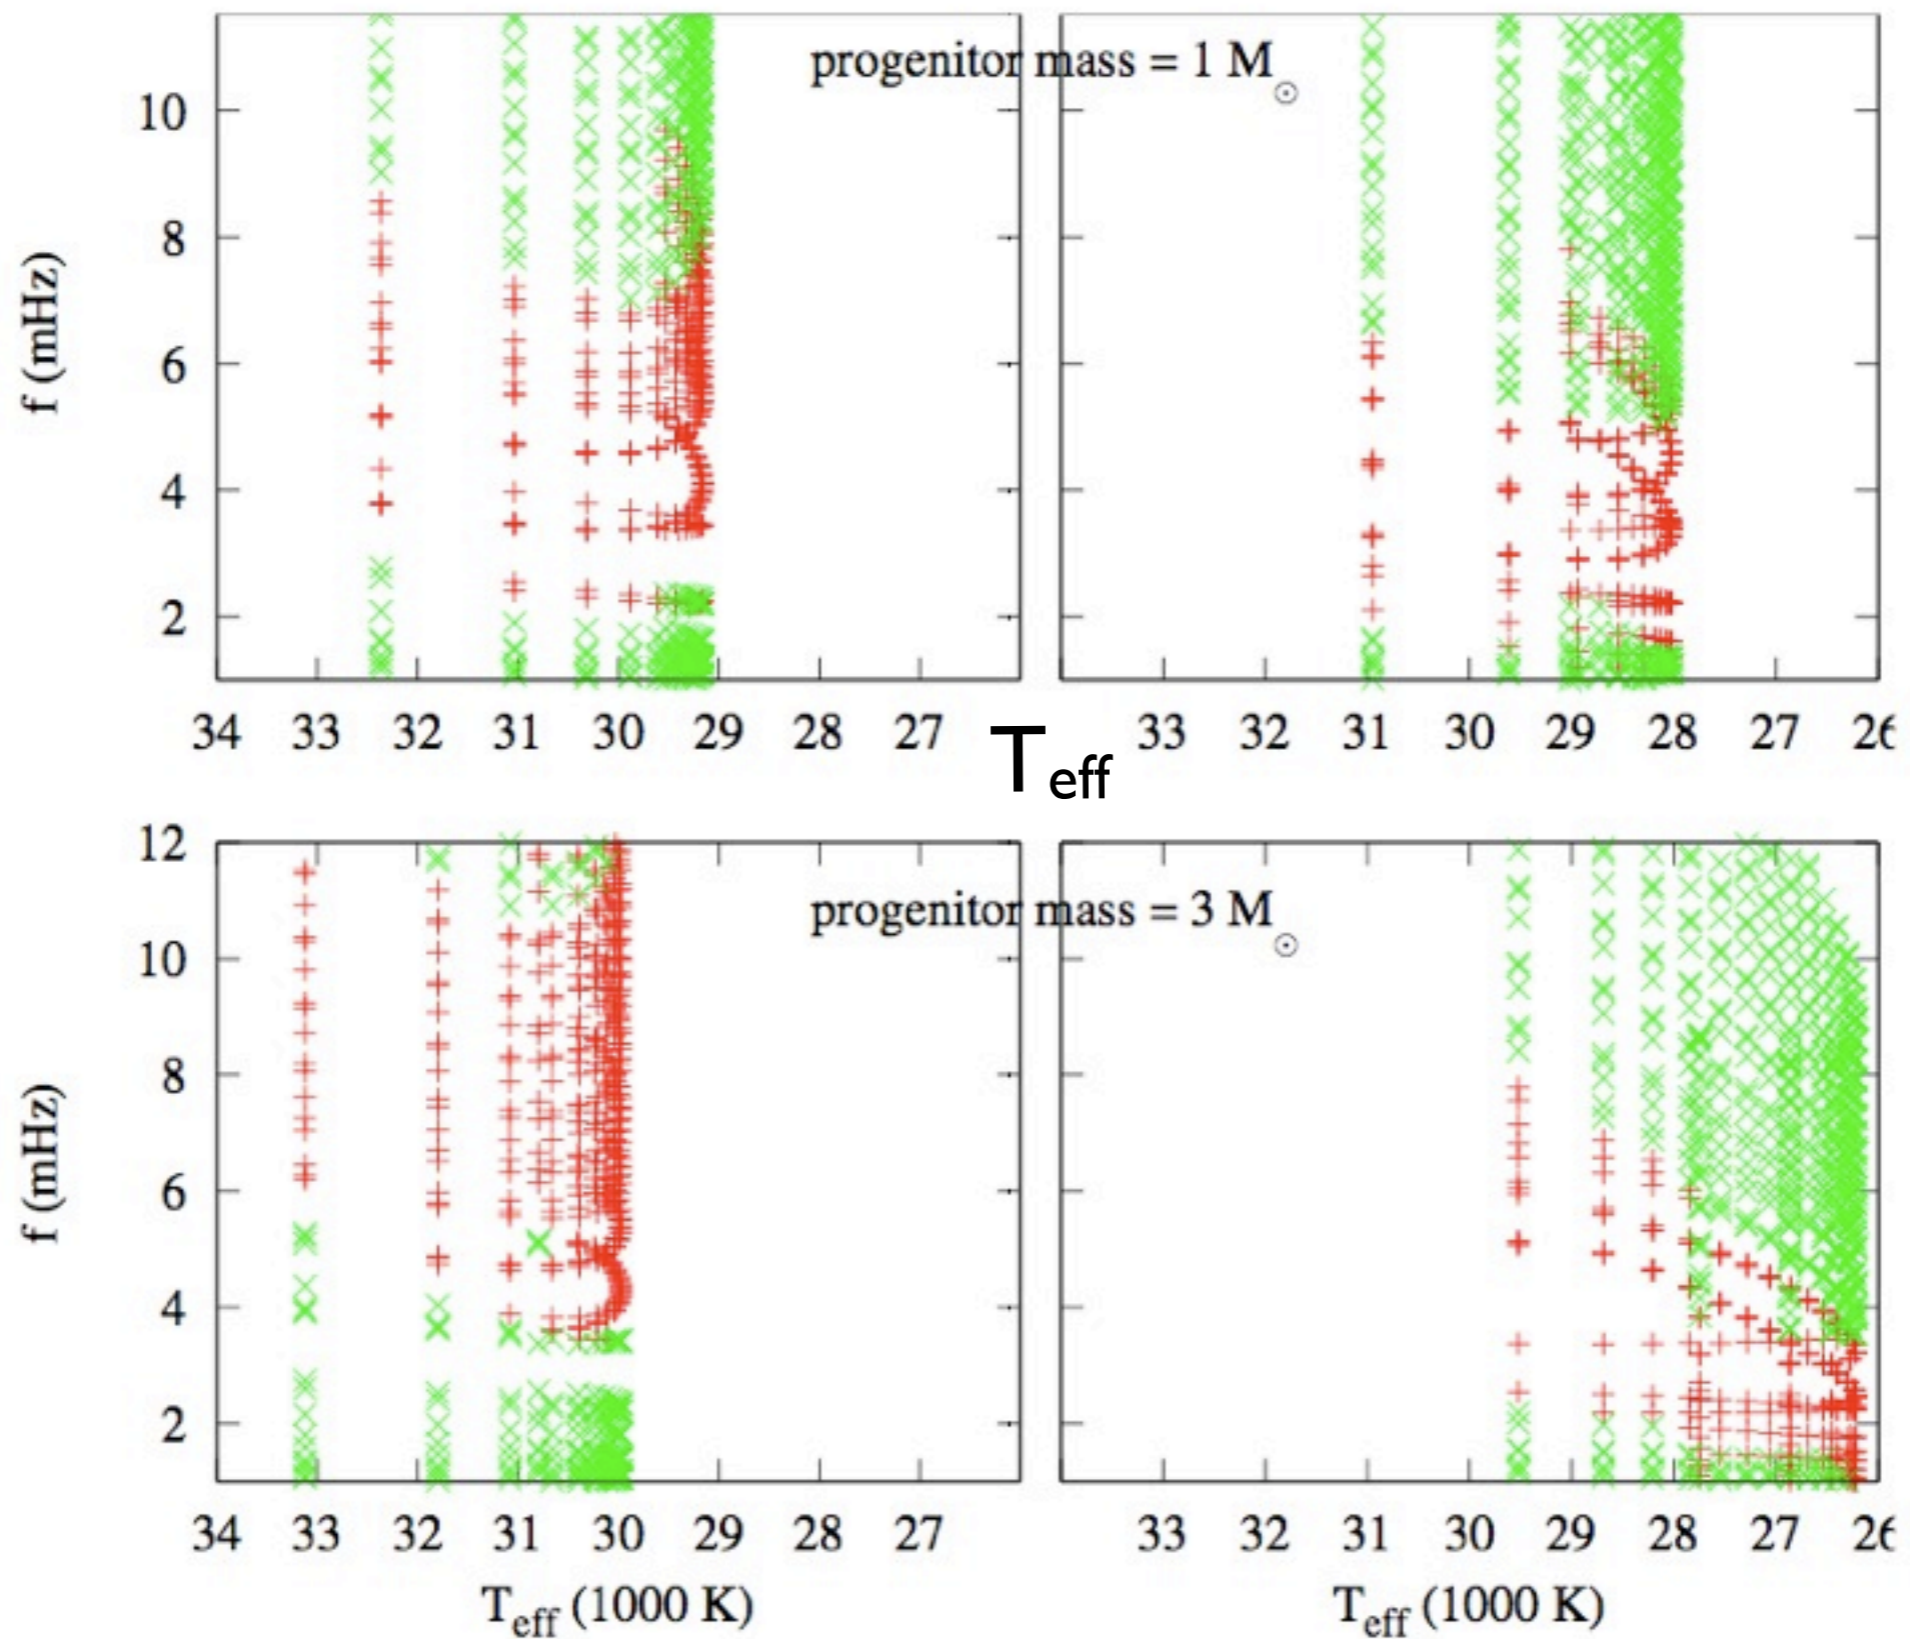 progenitor mass = 1 M⊙
10
8
6
4
2
f (mHz)
34 33 32 31 30 29 28 27
33 32 31 30 29 28 27 26
Teff
progenitor mass = 3 M⊙
12
10
8
6
4
2
f (mHz)
34 33 32 31 30 29 28 27
33 32 31 30 29 28 27 26
Teff (1000 K)
Teff (1000 K)